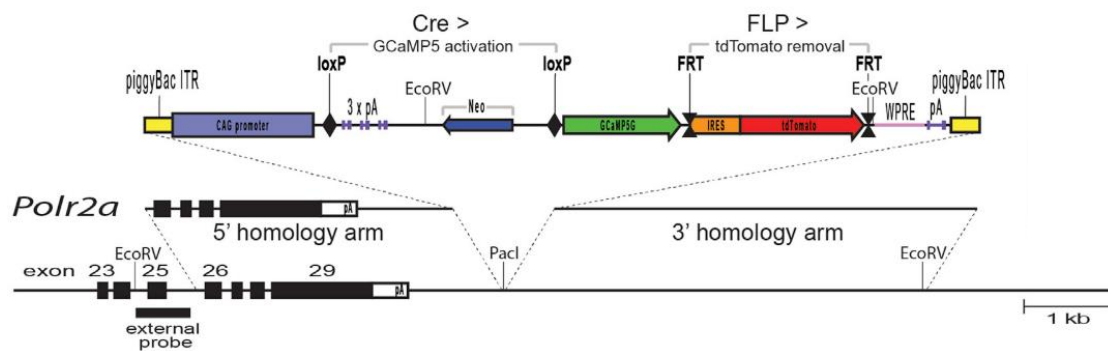 Cre >
GCaMP5 activation
FLP >
tdTomato removal
piggyBac ITR
loxP
3 x pA
EcoRV
Neo
loxP
FRT
FRT
EcoRV
WPRE
pA
piggyBac ITR
CAG promoter
GCaMP5G
IRES
tdTomato
Polr2a
pA
5' homology arm
3' homology arm
EcoRV
PacI
EcoRV
exon 23 25 26 29
pA
external
probe
1 kb